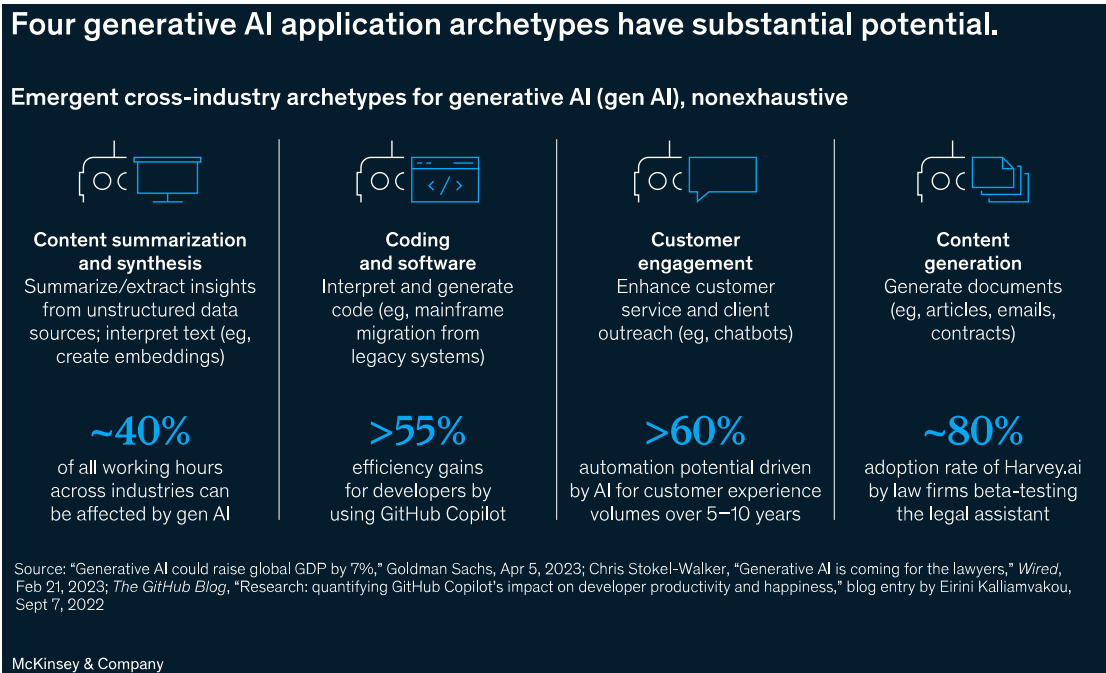 Four generative AI application archetypes have substantial potential.
Emergent cross-industry archetypes for generative AI (gen AI), nonexhaustive
Content summarization
and synthesis
Summarize/extract insights
from unstructured data
sources; interpret text (eg,
create embeddings)
~40%
of all working hours
across industries can
be affected by gen AI
</>
Coding
and software
Interpret and generate
code (eg, mainframe
migration from
legacy systems)
>55%
efficiency gains
for developers by
using GitHub Copilot
Customer
engagement
Enhance customer
service and client
outreach (eg, chatbots)
>60%
automation potential driven
by AI for customer experience
volumes over 5–10 years
Content
generation
Generate documents
(eg, articles, emails,
contracts)
~80%
adoption rate of Harvey.ai
by law firms beta-testing
the legal assistant
Source: “Generative AI could raise global GDP by 7%,” Goldman Sachs, Apr 5, 2023; Chris Stokel-Walker, “Generative AI is coming for the lawyers,” Wired,
Feb 21, 2023; The GitHub Blog, “Research: quantifying GitHub Copilot’s impact on developer productivity and happiness,” blog entry by Eirini Kalliamvakou,
Sept 7, 2022
McKinsey & Company